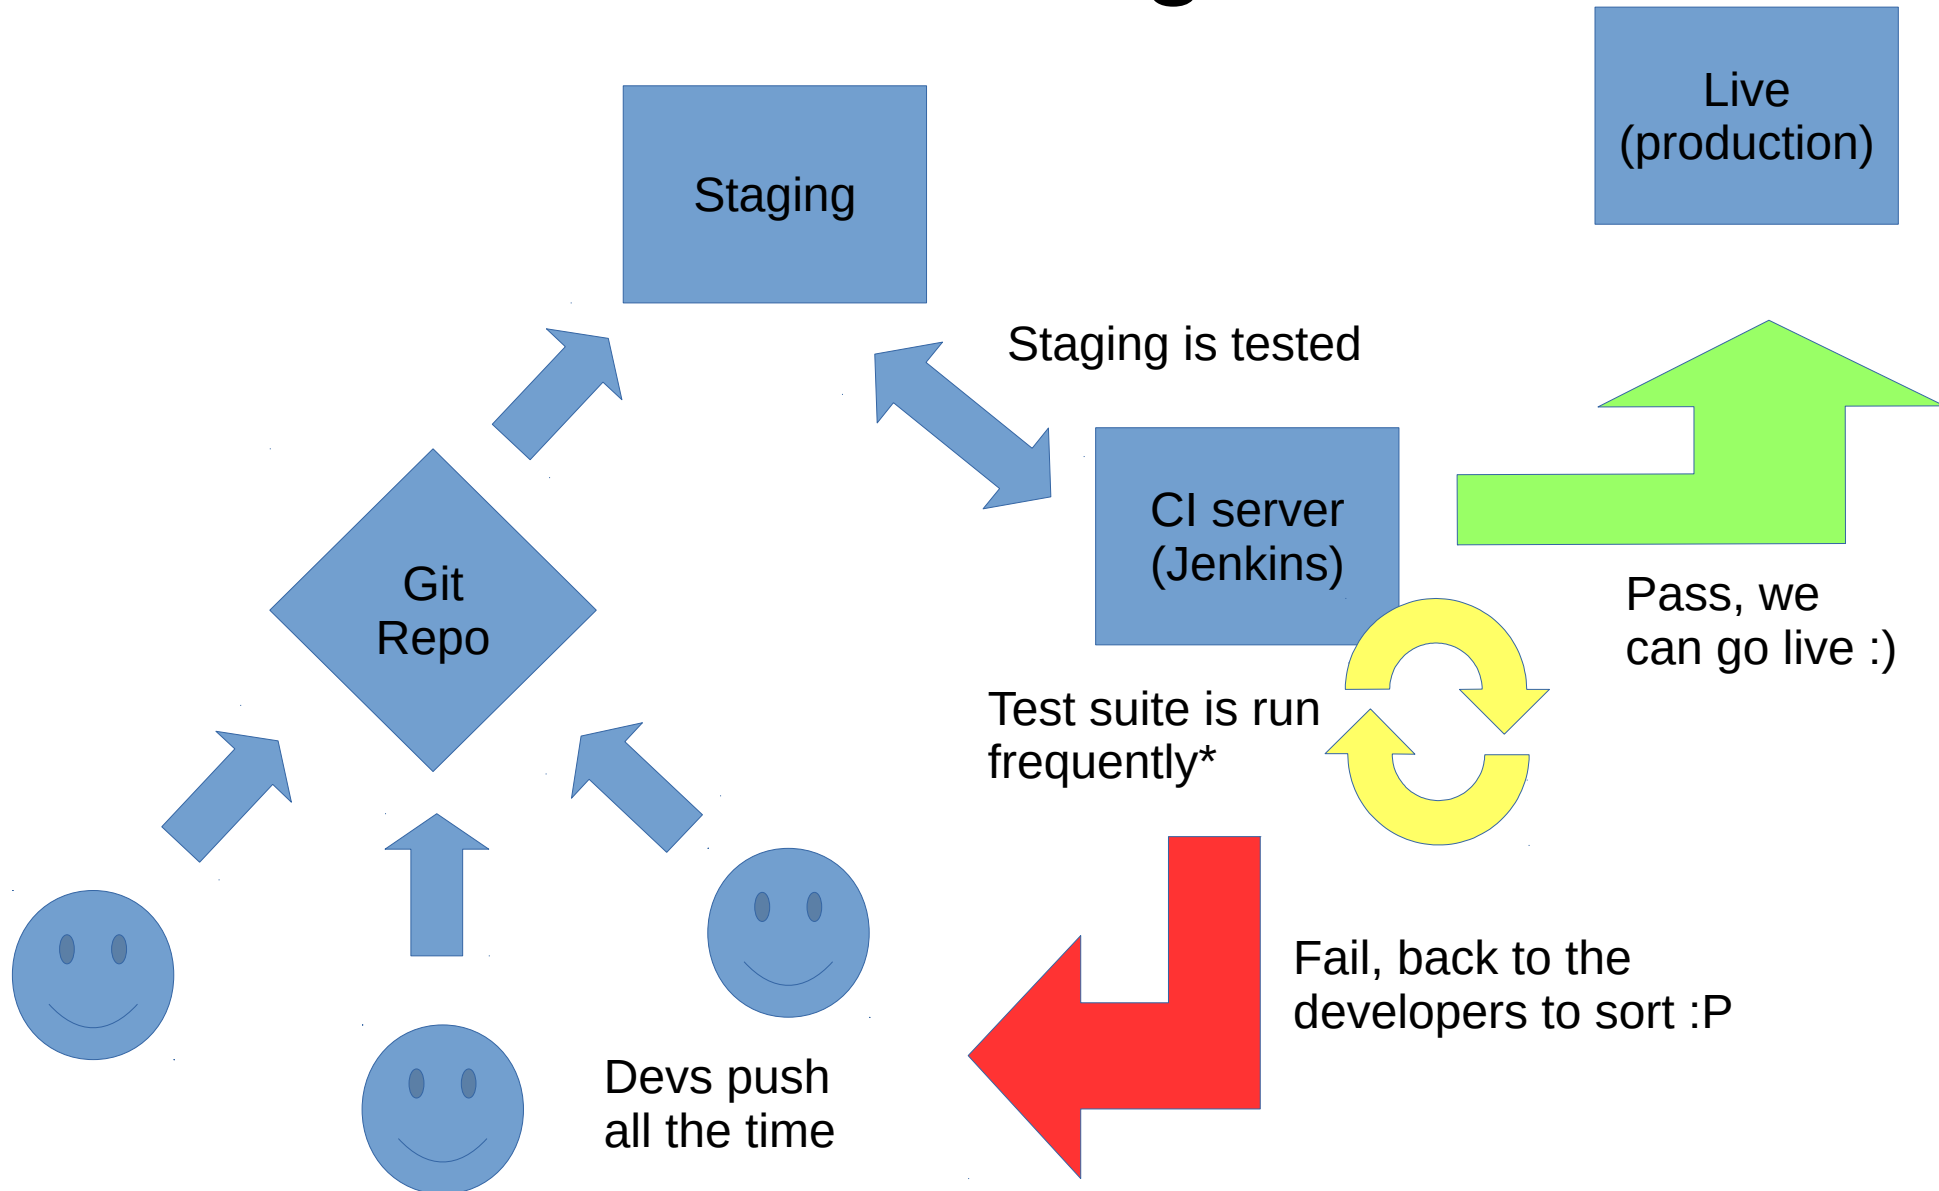 Live
(production)
Staging
Staging is tested
CI server
(Jenkins)
Git
Repo
Pass, we
can go live :)
Test suite is run
frequently*
Fail, back to the
developers to sort :P
Devs push
all the time